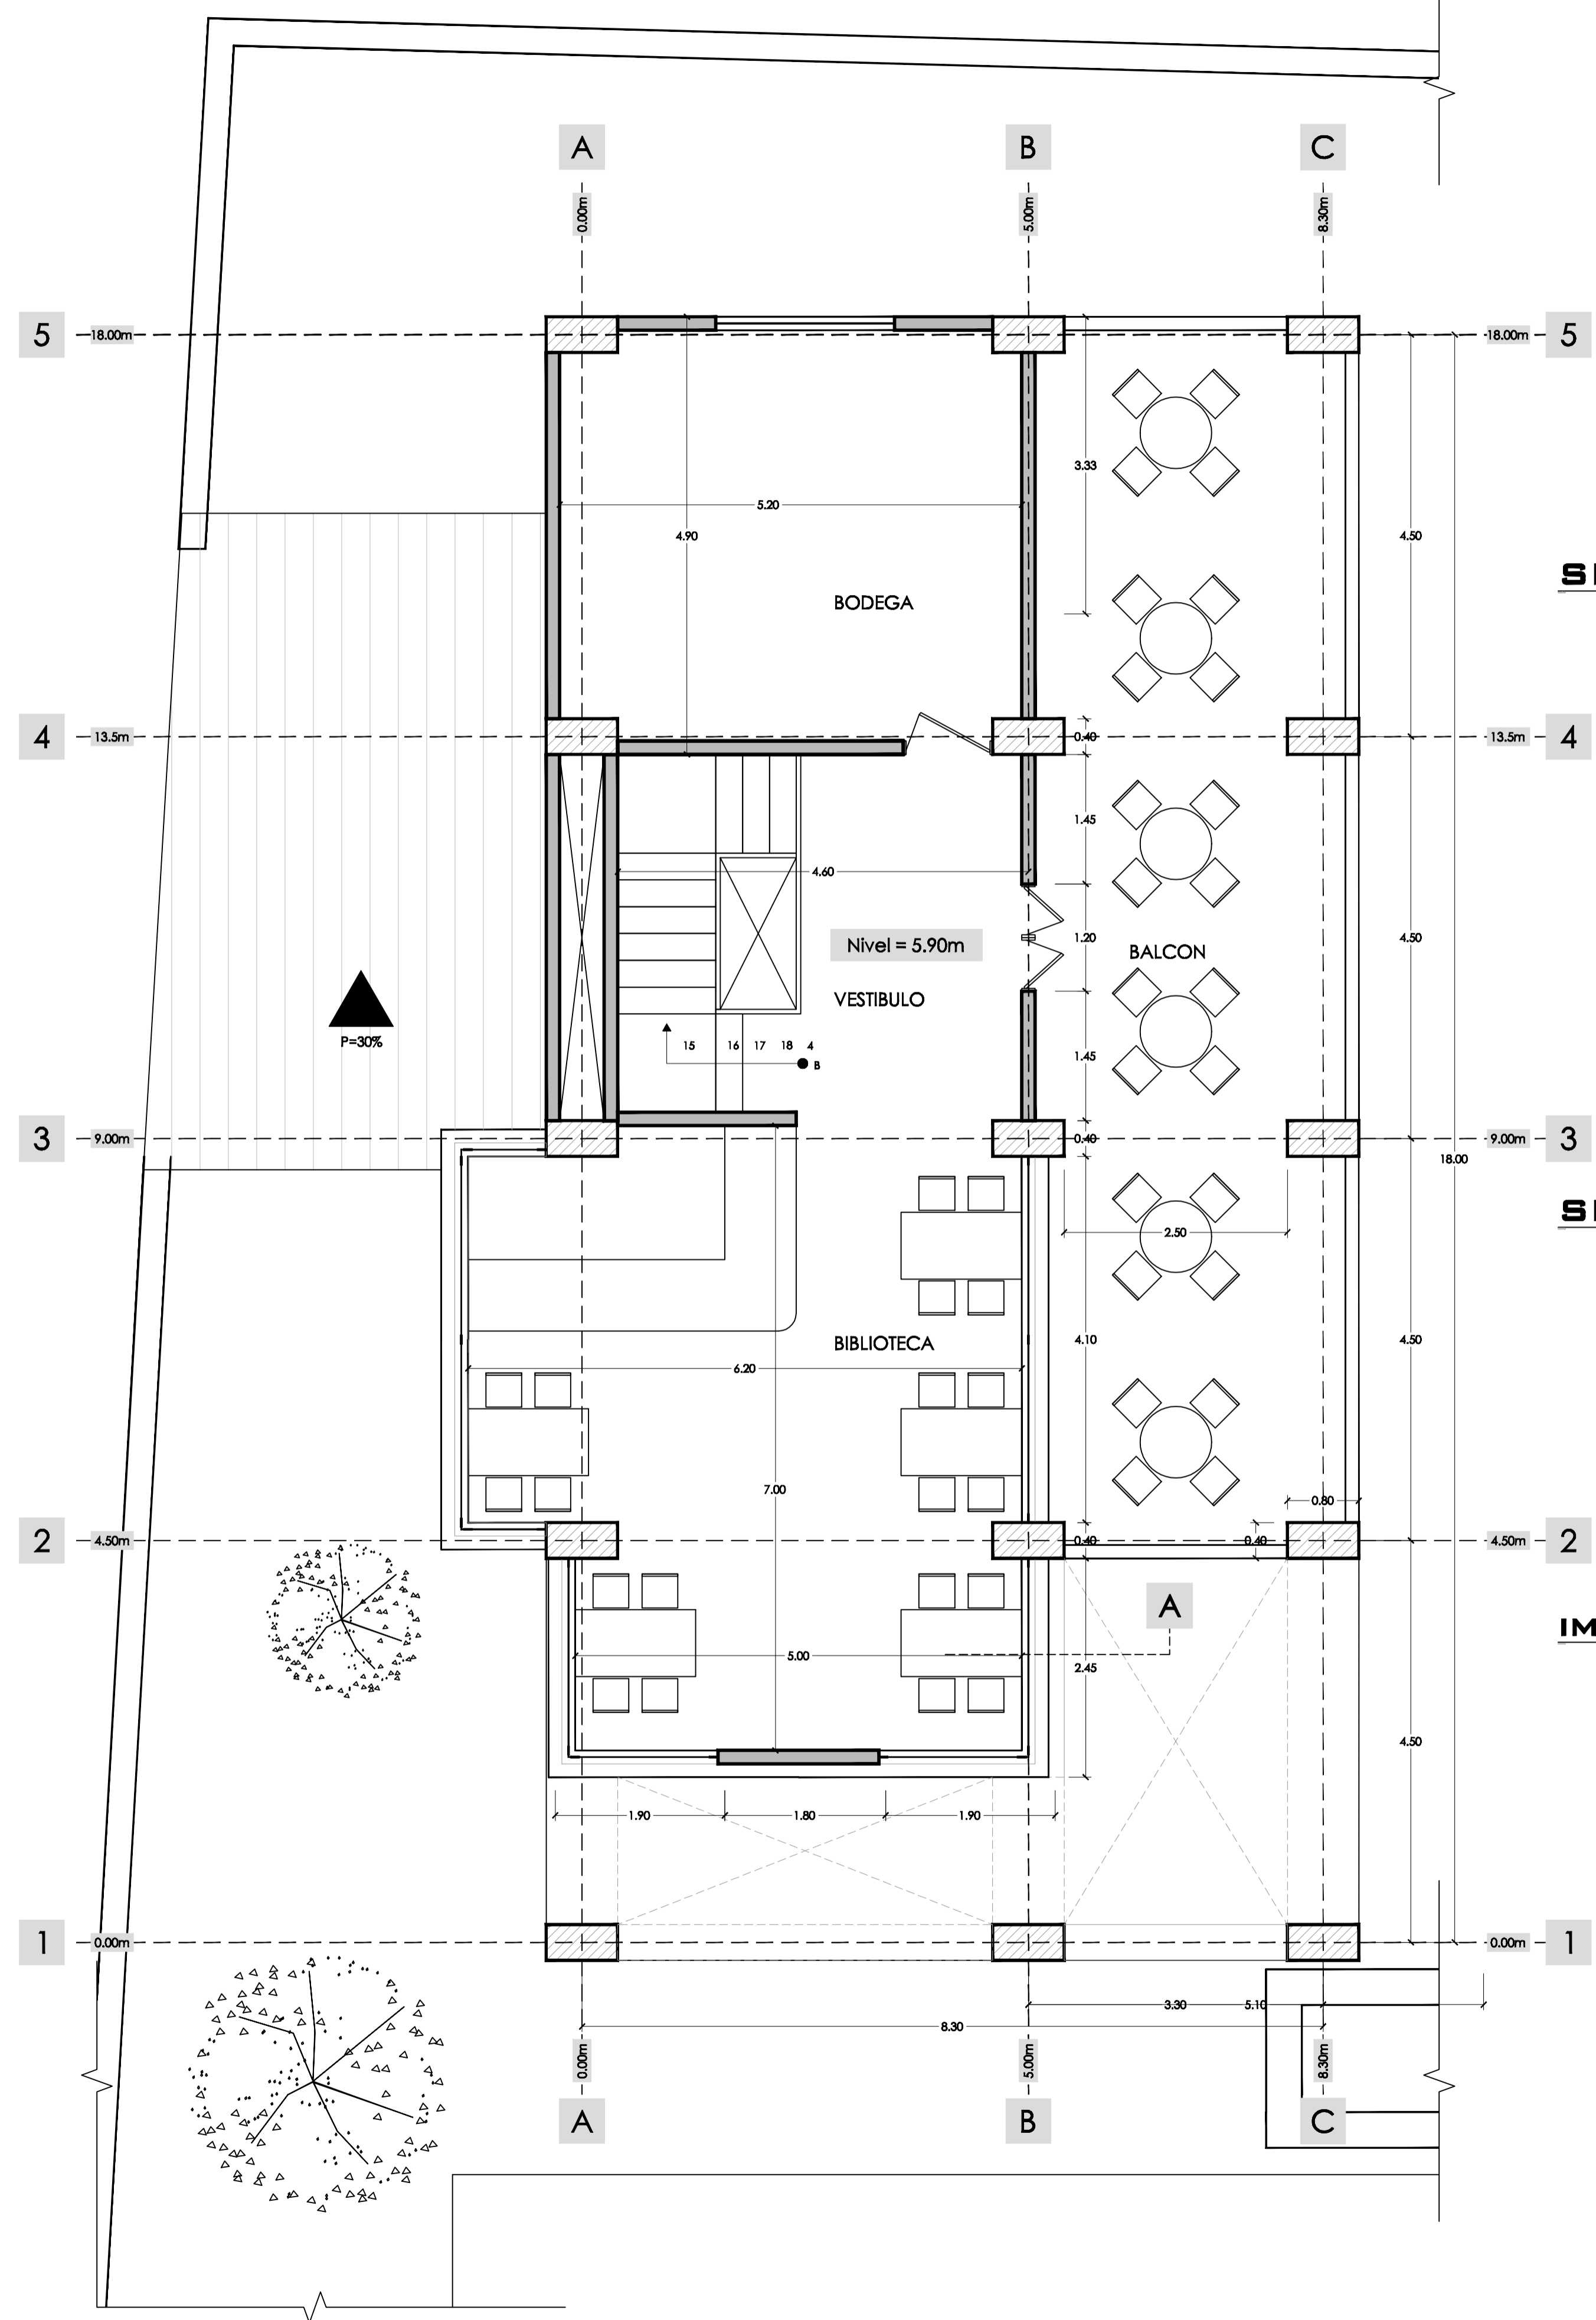 A
B
C
0.00m
5.00m
8.30m
5
18.00m
18.00m
5
3.33
5.20
4.90
4.50
BODEGA
4
13.5m
0.40
13.5m
4
1.45
4.60
Nivel = 5.90m
1.20
4.50
BALCON
VESTIBULO
P=30%
15
16
17
18
4
B
1.45
3
9.00m
0.40
9.00m
3
18.00
2.50
BIBLIOTECA
4.10
4.50
6.20
7.00
0.80
2
4.50m
0.40
0.40
4.50m
2
A
5.00
2.45
4.50
1.90
1.80
1.90
1
0.00m
0.00m
1
3.30
5.10
8.30
0.00m
5.00m
8.30m
A
B
C